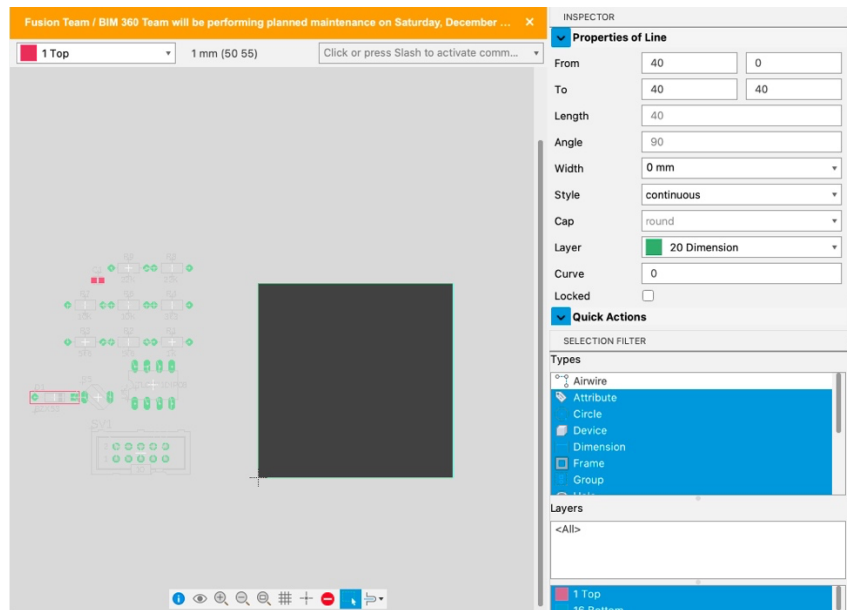 Fusion Team / BIM 360 Team will be performing planned maintenance on Saturday, December ... ×
1 Top
1 mm (50 55)
Click or press Slash to activate comm...
INSPECTOR
Properties of Line
From 40 0
To 40 40
Length 40
Angle 90
Width 0 mm
Style continuous
Cap round
Layer 20 Dimension
Curve 0
Locked
Quick Actions
SELECTION FILTER
Types
Airwire
Attribute
Circle
Device
Dimension
Frame
Group
Hole
Layers
<All>
1 Top
16 Bottom
SV1